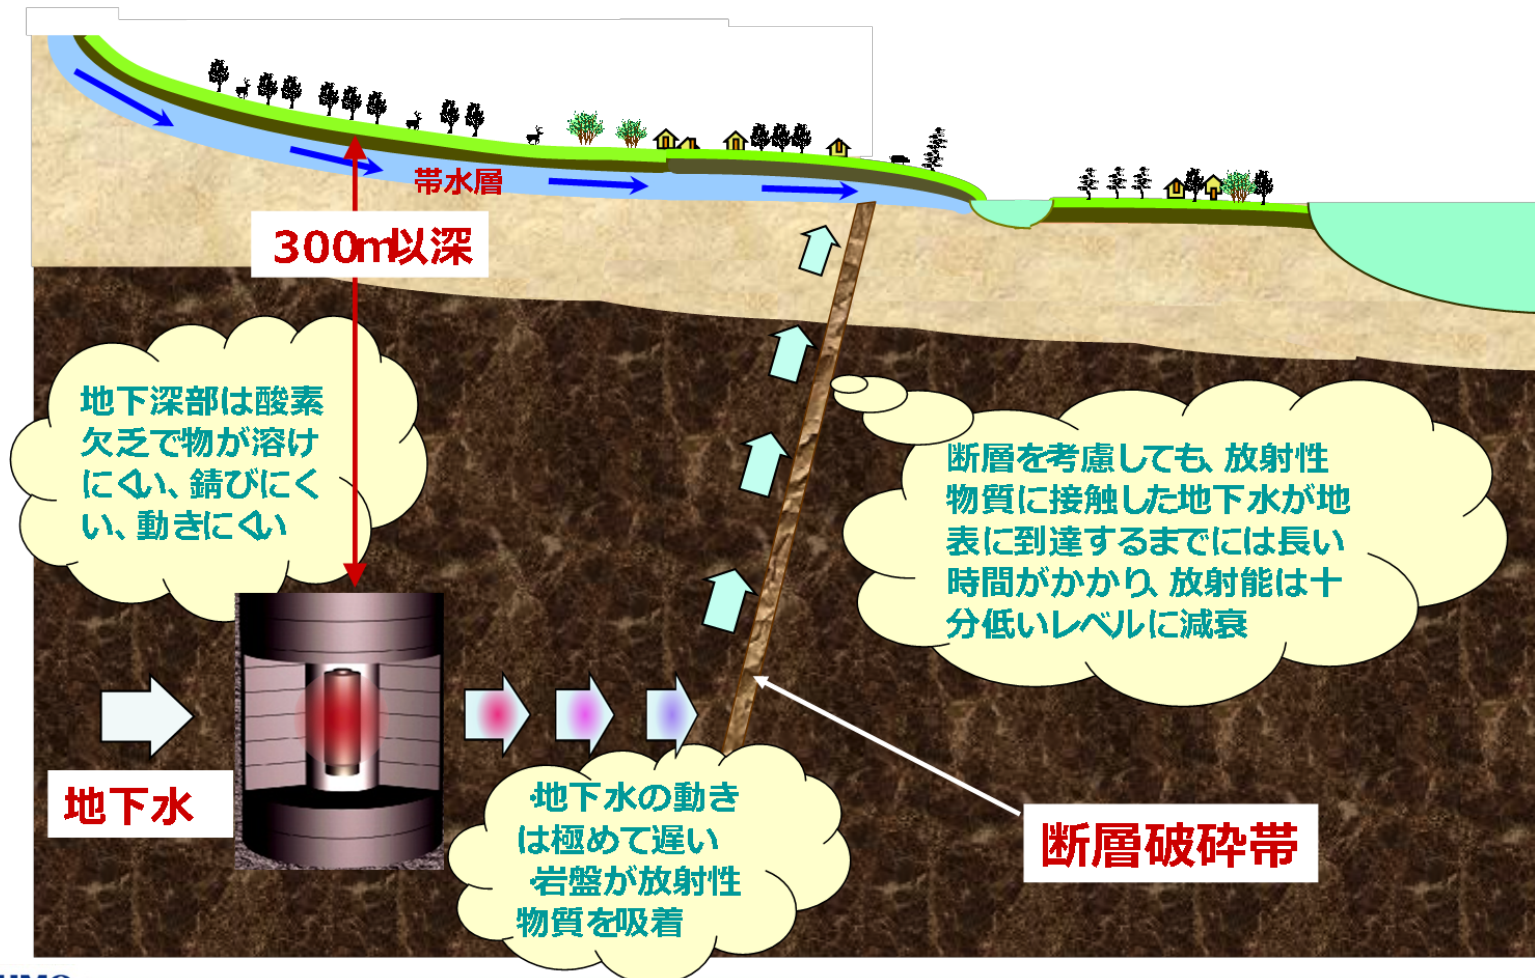 帯水層
300m以深
地下深部は酸素
欠乏で物が溶け
にくい、錆びにく
い、動きにくい
断層を考慮しても、放射性
物質に接触した地下水が地
表に到達するまでには長い
時間がかかり、放射能は十
分低いレベルに減衰
地下水
・地下水の動き
は極めて遅い
・岩盤が放射性
物質を吸着
断層破砕帯